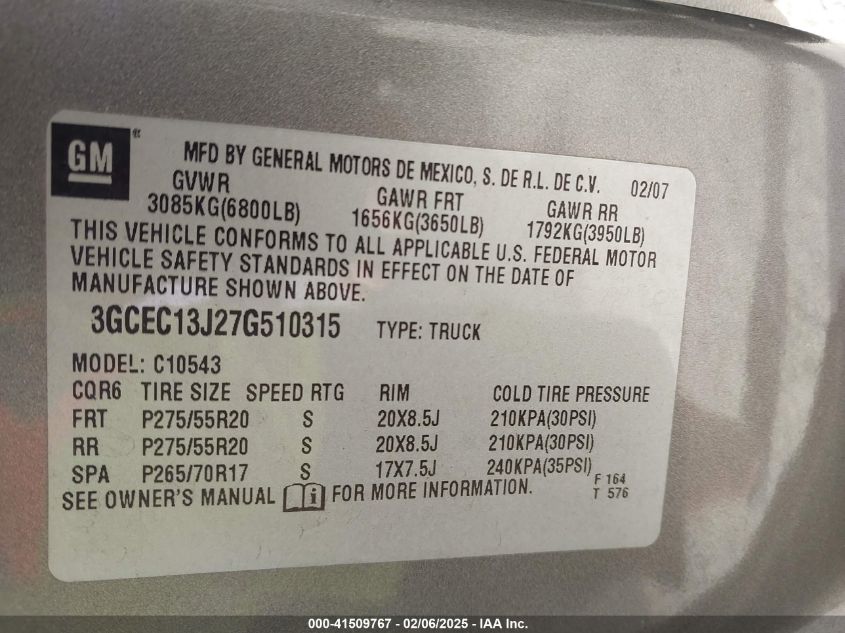 GM®
MFD BY GENERAL MOTORS DE MEXICO, S. DE R.L. DE C.V. 02/07
GVWR GAWR FRT GAWR RR
3085KG(6800LB) 1656KG(3650LB) 1792KG(3950LB)
THIS VEHICLE CONFORMS TO ALL APPLICABLE U.S. FEDERAL MOTOR
VEHICLE SAFETY STANDARDS IN EFFECT ON THE DATE OF
MANUFACTURE SHOWN ABOVE.
3GCEC13J27G510315 TYPE: TRUCK
MODEL: C10543
CQR6 TIRE SIZE SPEED RTG RIM COLD TIRE PRESSURE
FRT P275/55R20 S 20X8.5J 210KPA(30PSI)
RR P275/55R20 S 20X8.5J 210KPA(30PSI)
SPA P265/70R17 S 17X7.5J 240KPA(35PSI)
SEE OWNER'S MANUAL i FOR MORE INFORMATION.
F 164
T 576
000-41509767 - 02/06/2025 - IAA Inc.